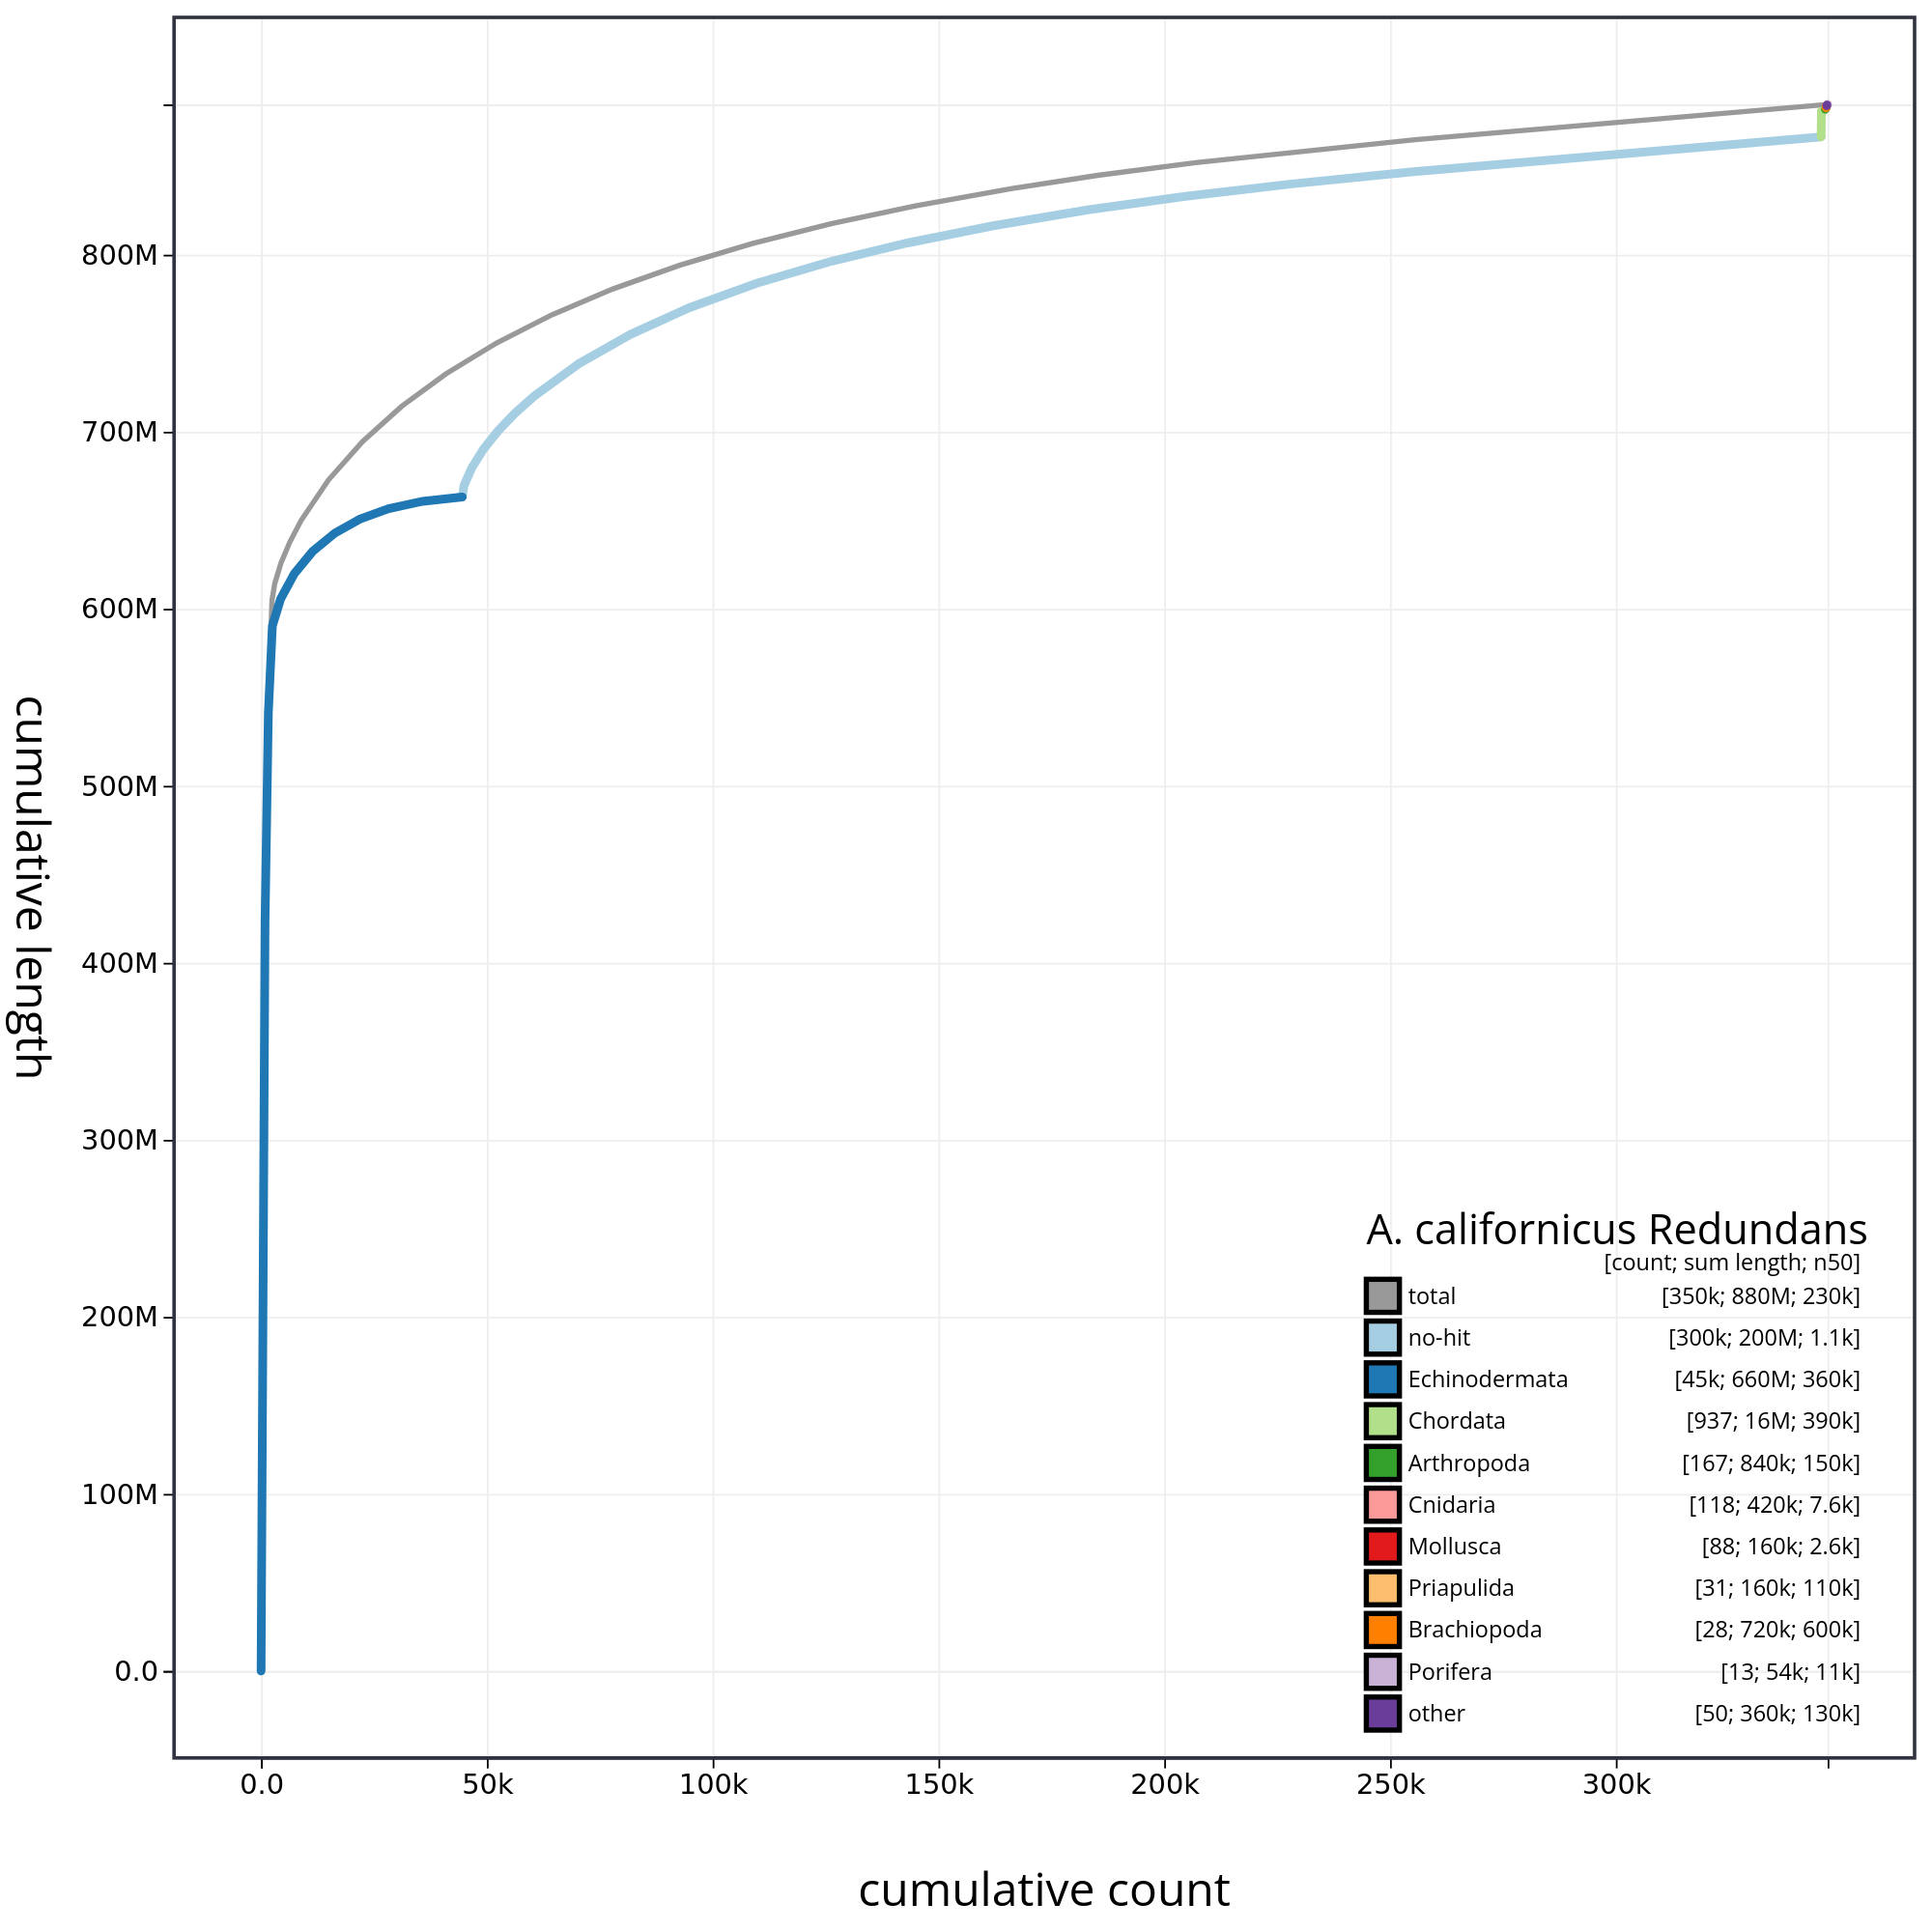 cumulative length
800M
700M
600M
500M
400M
300M
200M
100M
0.0
A. californicus Redundans
[count; sum length; n50]
total [350k; 880M; 230k]
no-hit [300k; 200M; 1.1k]
Echinodermata [45k; 660M; 360k]
Chordata [937; 16M; 390k]
Arthropoda [167; 840k; 150k]
Cnidaria [118; 420k; 7.6k]
Mollusca [88; 160k; 2.6k]
Priapulida [31; 160k; 110k]
Brachiopoda [28; 720k; 600k]
Porifera [13; 54k; 11k]
other [50; 360k; 130k]
0.0 50k 100k 150k 200k 250k 300k
cumulative count